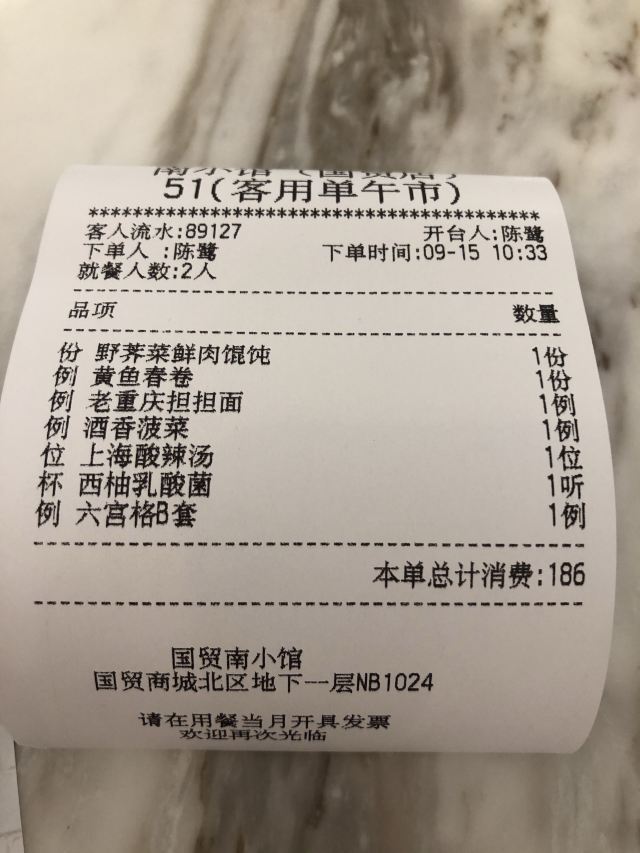 南小馆（国贸店）
51(客用单午市)
****************************************
客人流水:89127 开台人:陈鹭
下单人 :陈鹭 下单时间:09-15 10:33
就餐人数:2人
品项 数量
份 野荠菜鲜肉馄饨 1份
例 黄鱼春卷 1份
例 老重庆担担面 1例
例 酒香菠菜 1例
位 上海酸辣汤 1位
杯 西柚乳酸菌 1听
例 六宫格B套 1例
本单总计消费:186
国贸南小馆
国贸商城北区地下一层NB1024
请在用餐当月开具发票
欢迎再次光临